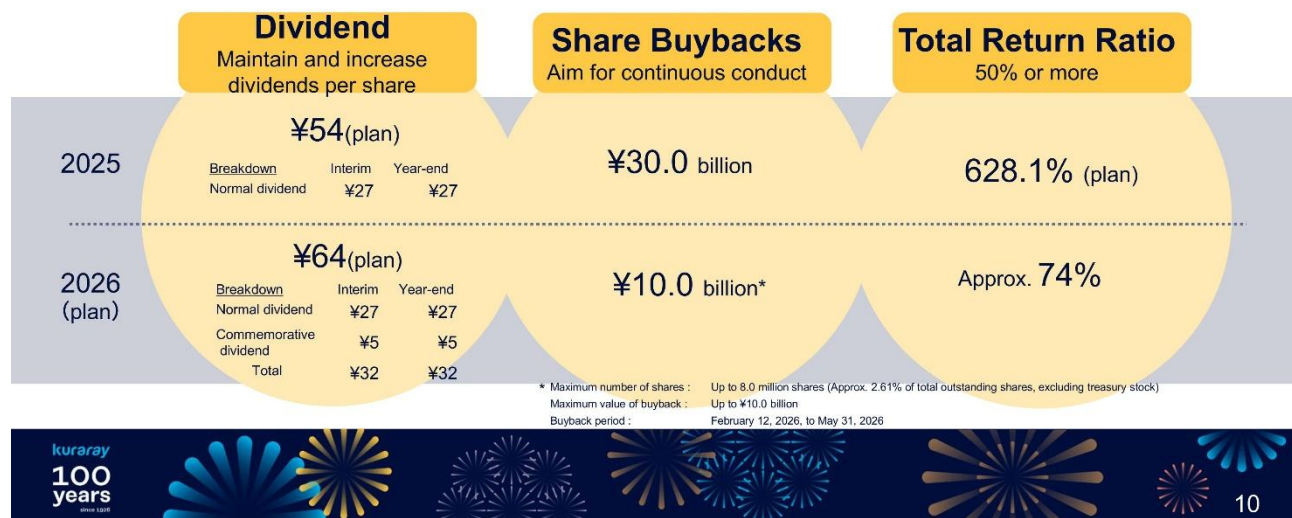 Dividend
Maintain and increase
dividends per share
Share Buybacks
Aim for continuous conduct
Total Return Ratio
50% or more
2025
¥54(plan)
Breakdown Interim Year-end
Normal dividend ¥27 ¥27
¥30.0 billion
628.1% (plan)
2026
(plan)
¥64(plan)
Breakdown Interim Year-end
Normal dividend ¥27 ¥27
Commemorative
dividend ¥5 ¥5
Total ¥32 ¥32
¥10.0 billion*
Approx. 74%
* Maximum number of shares : Up to 8.0 million shares (Approx. 2.61% of total outstanding shares, excluding treasury stock)
Maximum value of buyback : Up to ¥10.0 billion
Buyback period : February 12, 2026, to May 31, 2026
kuraray
100
years
since 1926
10